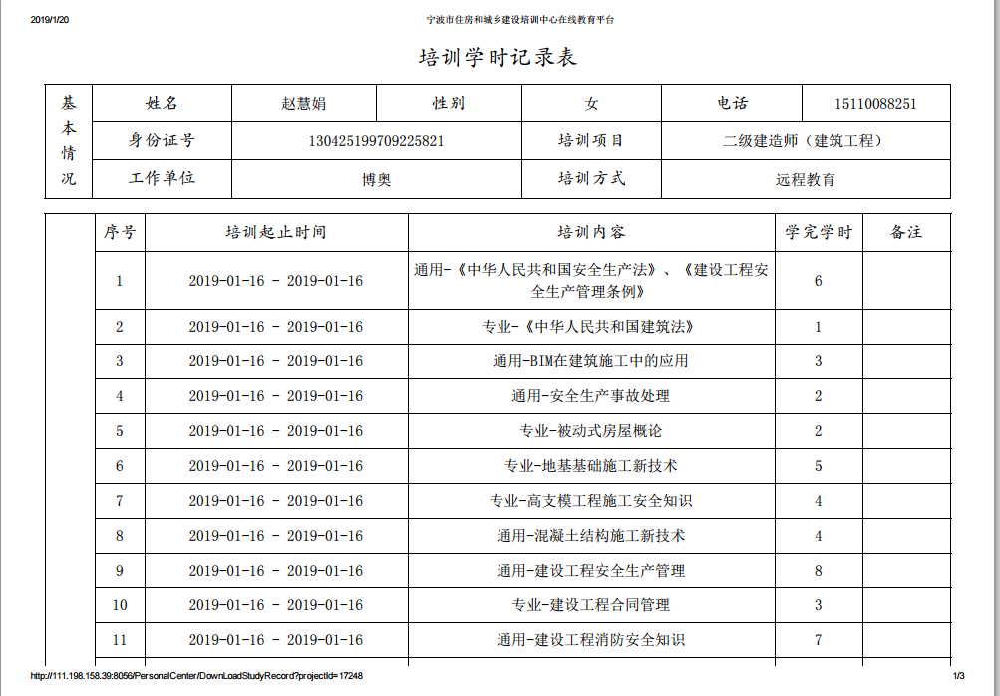 2019/1/20 宁波市住房和城乡建设培训中心在线教育平台
培训学时记录表
基本情况
姓名 赵慧娟 性别 女 电话 15110088251
身份证号 130425199709225821 培训项目 二级建造师（建筑工程）
工作单位 博奥 培训方式 远程教育
序号 培训起止时间 培训内容 学完学时 备注
1 2019-01-16 - 2019-01-16 通用-《中华人民共和国安全生产法》、《建设工程安
全生产管理条例》 6
2 2019-01-16 - 2019-01-16 专业-《中华人民共和国建筑法》 1
3 2019-01-16 - 2019-01-16 通用-BIM在建筑施工中的应用 3
4 2019-01-16 - 2019-01-16 通用-安全生产事故处理 2
5 2019-01-16 - 2019-01-16 专业-被动式房屋概论 2
6 2019-01-16 - 2019-01-16 专业-地基基础施工新技术 5
7 2019-01-16 - 2019-01-16 专业-高支模工程施工安全知识 4
8 2019-01-16 - 2019-01-16 通用-混凝土结构施工新技术 4
9 2019-01-16 - 2019-01-16 通用-建设工程安全生产管理 8
10 2019-01-16 - 2019-01-16 专业-建设工程合同管理 3
11 2019-01-16 - 2019-01-16 通用-建设工程消防安全知识 7
http://111.198.158.39:8056/PersonalCenter/DownLoadStudyRecord?projectId=17248 1/3